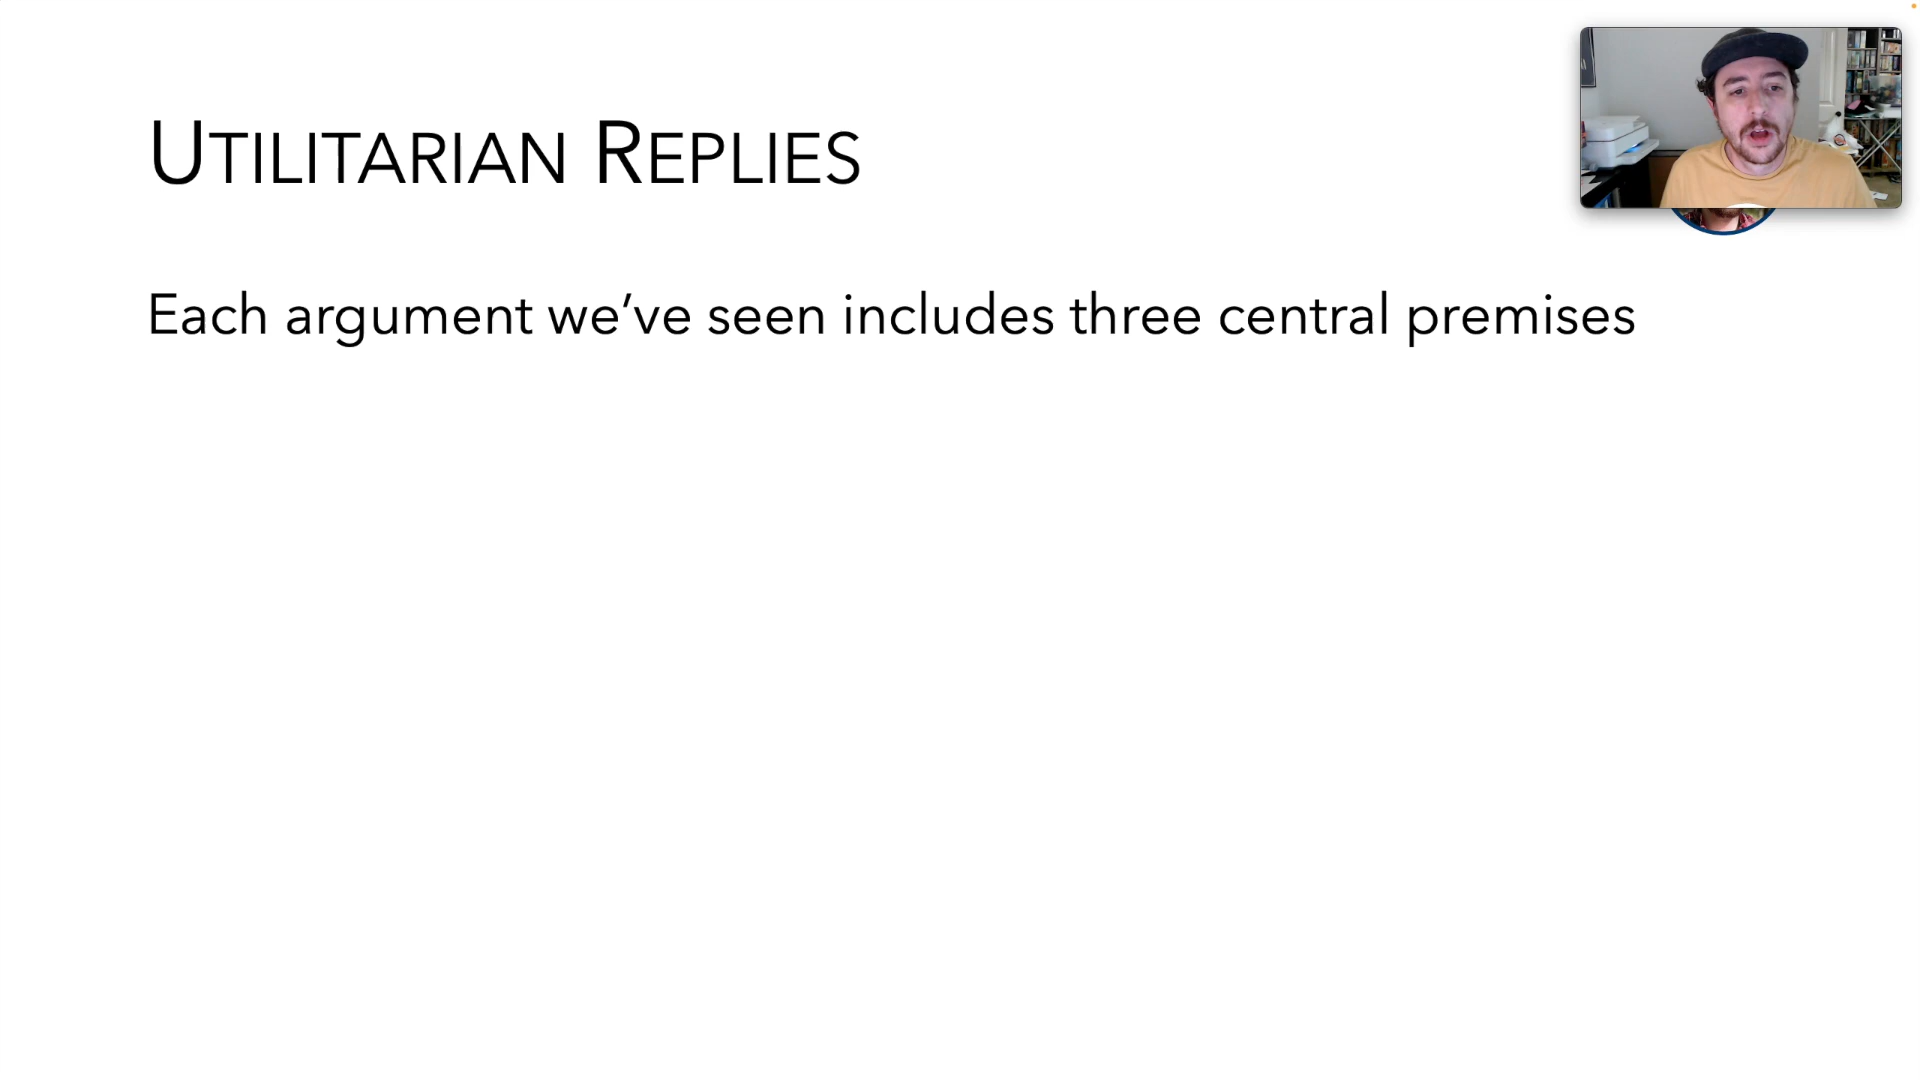 UTILITARIAN REPLIES
Each argument we’ve seen includes three central premises